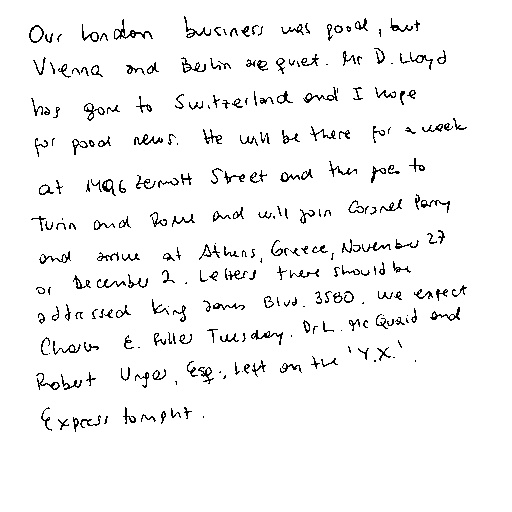 Our London business was good, but
Vienna and Berlin are quiet. Mr D. Lloyd
has gone to Switzerland and I hope
for good news. He will be there for a week
at 1496 Zermott Street and then goes to
Turin and Rome and will join Coronel Parry
and arrive at Athens, Greece, November 27
or December 2. Letters there should be
addressed King James Blvd. 3580. We expect
Charles E. Fuller Tuesday. Dr L. Mc Quaid and
Robert Unger, Esq., left on the 'Y.X.'.
Express tonight.